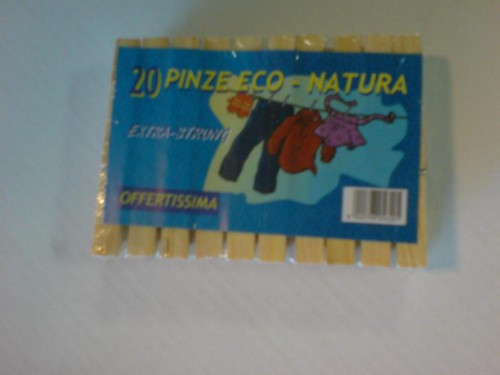 20 PINZE ECO - NATURA
EXTRA-STRONG
OFFERTISSIMA